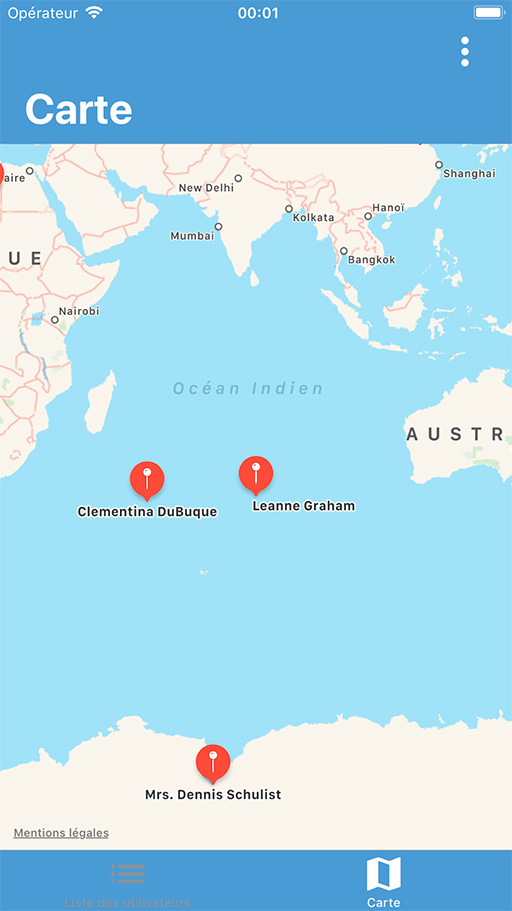 Opérateur 00:01
Carte
aire
New Delhi
Shanghai
Kolkata
Hanoï
Mumbai
UE
Bangkok
Nairobi
Océan Indien
AUSTR
Clementina DuBuque
Leanne Graham
Mrs. Dennis Schulist
Mentions légales
Liste des utilisateurs
Carte